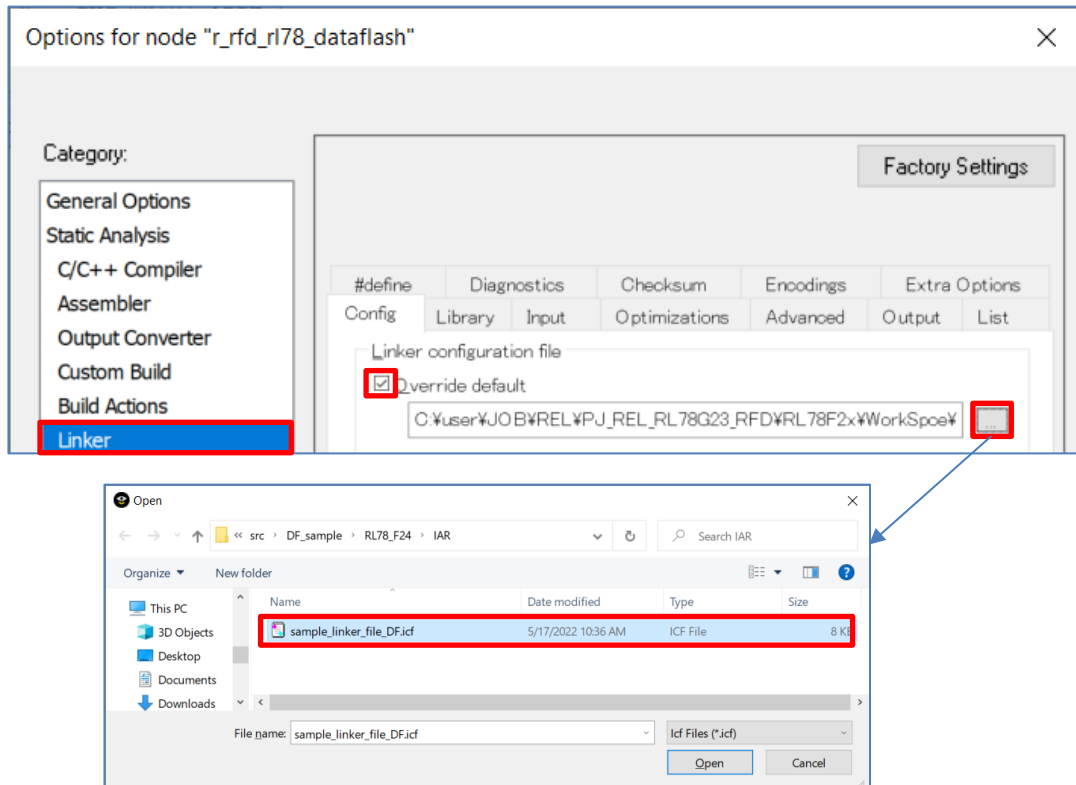 Options for node "r_rfd_rl78_dataflash"
Category:
Factory Settings
General Options
Static Analysis
C/C++ Compiler
Assembler
Output Converter
Custom Build
Build Actions
Linker
#define Diagnostics Checksum Encodings Extra Options
Config Library Input Optimizations Advanced Output List
Linker configuration file
Override default
C:¥user¥JOB¥REL¥PJ_REL_RL78G23_RFD¥RL78F2x¥WorkSpce¥
...
Open
« src › DF_sample › RL78_F24 › IAR
Search IAR
Organize New folder
Name Date modified Type Size
This PC
3D Objects
Desktop
Documents
Downloads
sample_linker_file_DF.icf 5/17/2022 10:36 AM ICF File 8 KB
File name: sample_linker_file_DF.icf Icf Files (*.icf)
Open Cancel